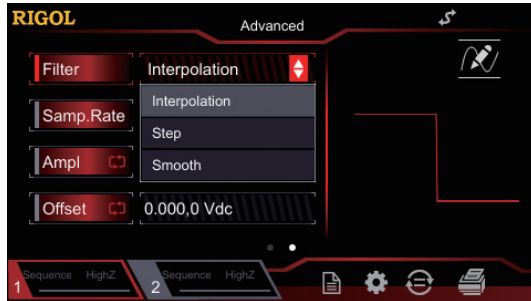 RIGOL
Advanced
Filter
Interpolation
Interpolation
Samp.Rate
Step
Ampl
Smooth
Offset
0.000,0 Vdc
1
Sequence HighZ
2
Sequence HighZ